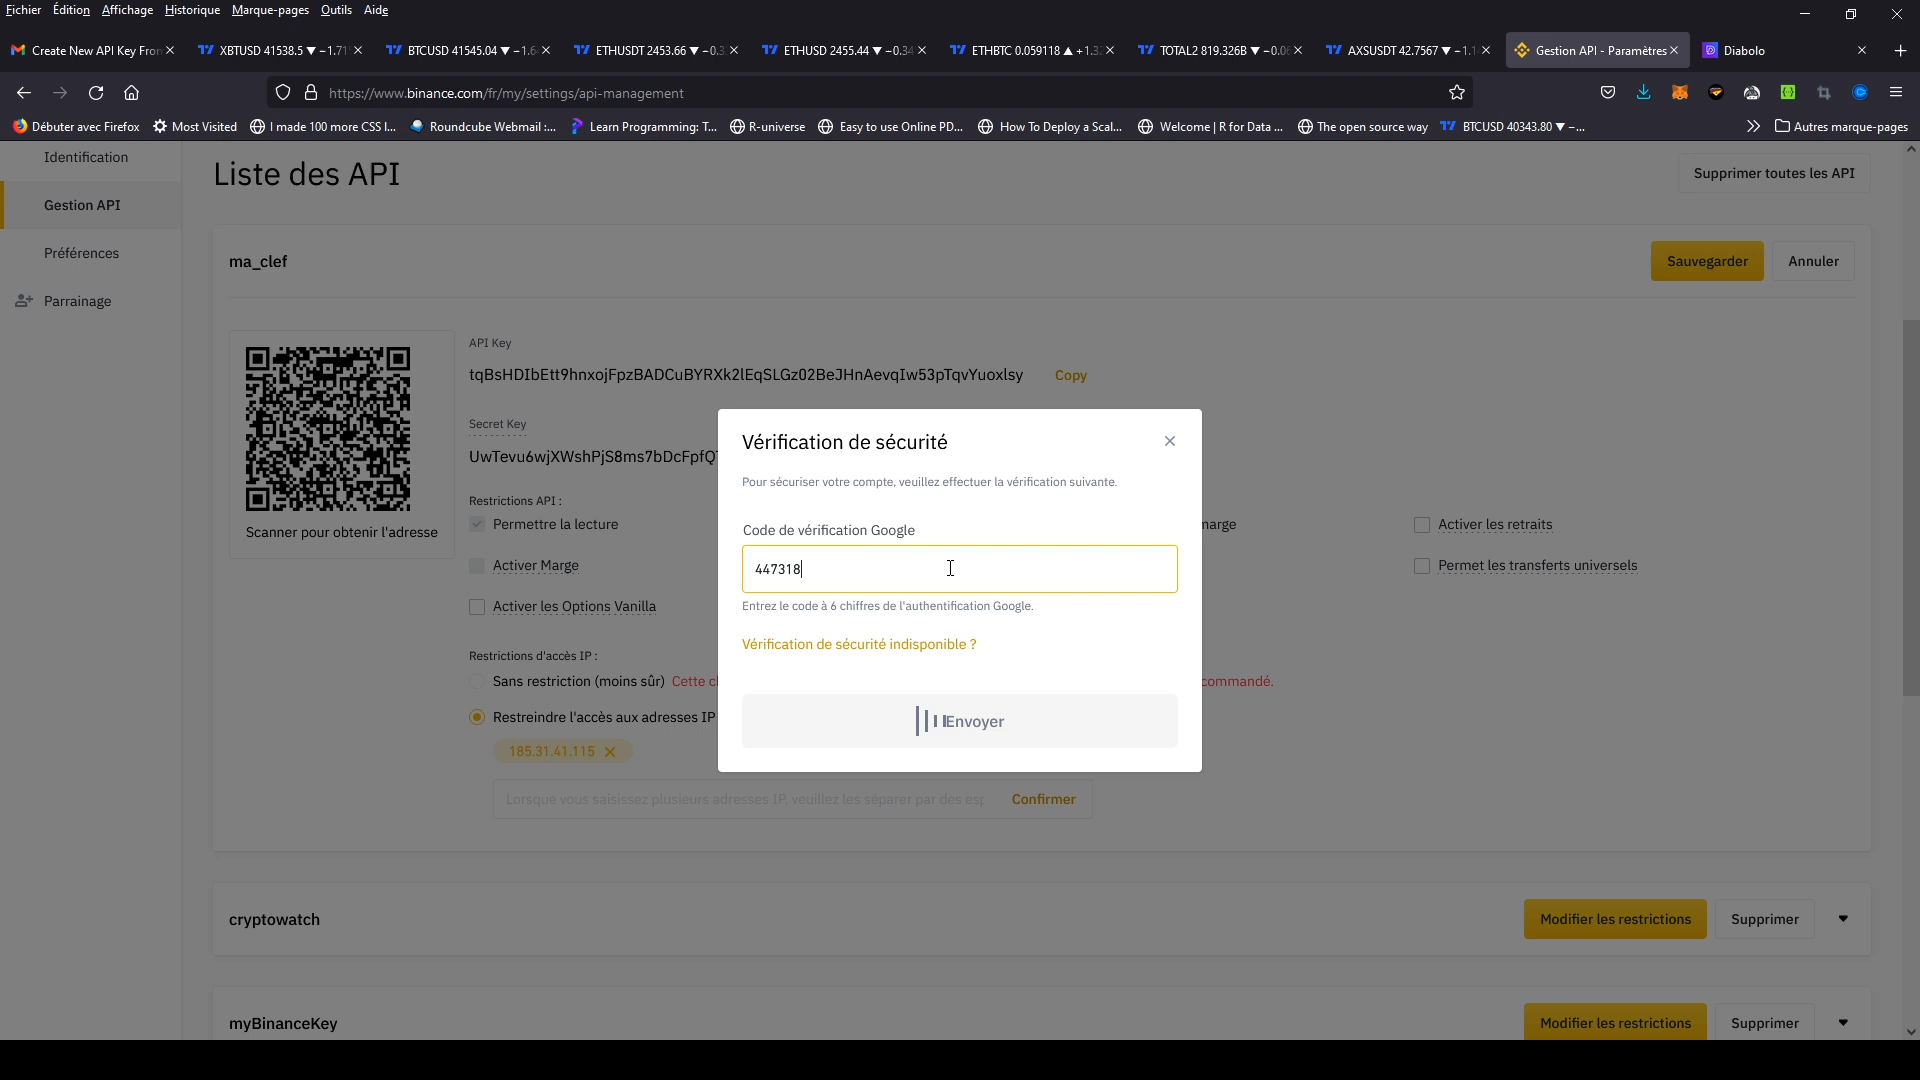 Fichier Édition Affichage Historique Marque-pages Outils Aide
Create New API Key Fron
XBTUSD 41538.5 ▼ −1.71
BTCUSD 41545.04 ▼ −1.6
ETHUSDT 2453.66 ▼ −0.3
ETHUSD 2455.44 ▼ −0.34
ETHBTC 0.059118 ▲ +1.3
TOTAL2 819.326B ▼ −0.0
AXSUSDT 42.7567 ▼ −1.1
Gestion API - Paramètres
Diabolo
https://www.binance.com/fr/my/settings/api-management
Débuter avec Firefox
Most Visited
I made 100 more CSS l...
Roundcube Webmail :...
Learn Programming: T...
R-universe
Easy to use Online PD...
How To Deploy a Scal...
Welcome | R for Data ...
The open source way
BTCUSD 40343.80 ▼ −...
Autres marque-pages
Identification
Gestion API
Préférences
Parrainage
Liste des API
Supprimer toutes les API
ma_clef
Sauvegarder
Annuler
Scanner pour obtenir l'adresse
API Key
tqBsHDIbEtt9hnxojFpzBADCuBYRXk2lEqSLGz02BeJHnAevqIw53pTqvYuoxlsy
Copy
Secret Key
UwTevu6wjXWshPjS8ms7bDcFpfQ
Restrictions API :
Permettre la lecture
marge
Activer les retraits
Activer Marge
Permet les transferts universels
Activer les Options Vanilla
Restrictions d'accès IP :
Sans restriction (moins sûr) Cette cl
commandé.
Restreindre l'accès aux adresses IP
185.31.41.115
Lorsque vous saisissez plusieurs adresses IP, veuillez les séparer par des esp
Confirmer
Vérification de sécurité
Pour sécuriser votre compte, veuillez effectuer la vérification suivante.
Code de vérification Google
447318
Entrez le code à 6 chiffres de l'authentification Google.
Vérification de sécurité indisponible ?
Envoyer
cryptowatch
Modifier les restrictions
Supprimer
myBinanceKey
Modifier les restrictions
Supprimer